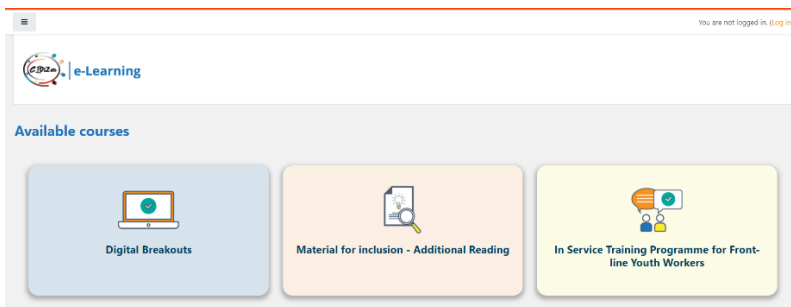 You are not logged in. (Log in
e-Learning
Available courses
Digital Breakouts
Material for inclusion - Additional Reading
In Service Training Programme for Front-
line Youth Workers